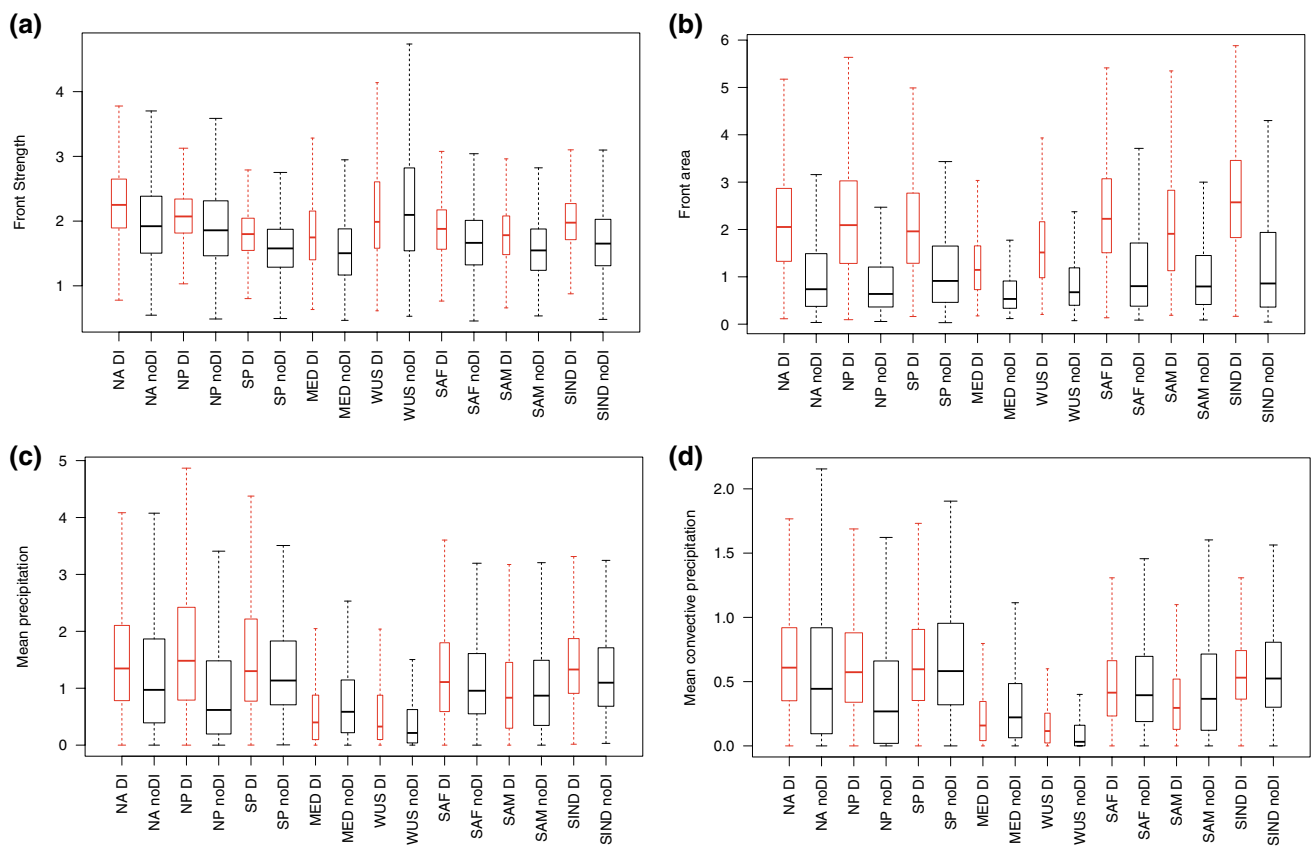 (a)
Front Strength
4
3
2
1
NA DI
NA noDI
NP DI
NP noDI
SP DI
SP noDI
MED DI
MED noDI
WUS DI
WUS noDI
SAF DI
SAF noDI
SAM DI
SAM noDI
SIND DI
SIND noDI
(b)
Front area
6
5
4
3
2
1
0
NA DI
NA noDI
NP DI
NP noDI
SP DI
SP noDI
MED DI
MED noDI
WUS DI
WUS noDI
SAF DI
SAF noDI
SAM DI
SAM noDI
SIND DI
SIND noDI
(c)
Mean precipitation
5
4
3
2
1
0
NA DI
NA noDI
NP DI
NP noDI
SP DI
SP noDI
MED DI
MED noDI
WUS DI
WUS noDI
SAF DI
SAF noDI
SAM DI
SAM noDI
SIND DI
SIND noDI
(d)
Mean convective precipitation
2.0
1.5
1.0
0.5
0.0
NA DI
NA noDI
NP DI
NP noDI
SP DI
SP noDI
MED DI
MED noDI
WUS DI
WUS noDI
SAF DI
SAF noDI
SAM DI
SAM noDI
SIND DI
SIND noDI